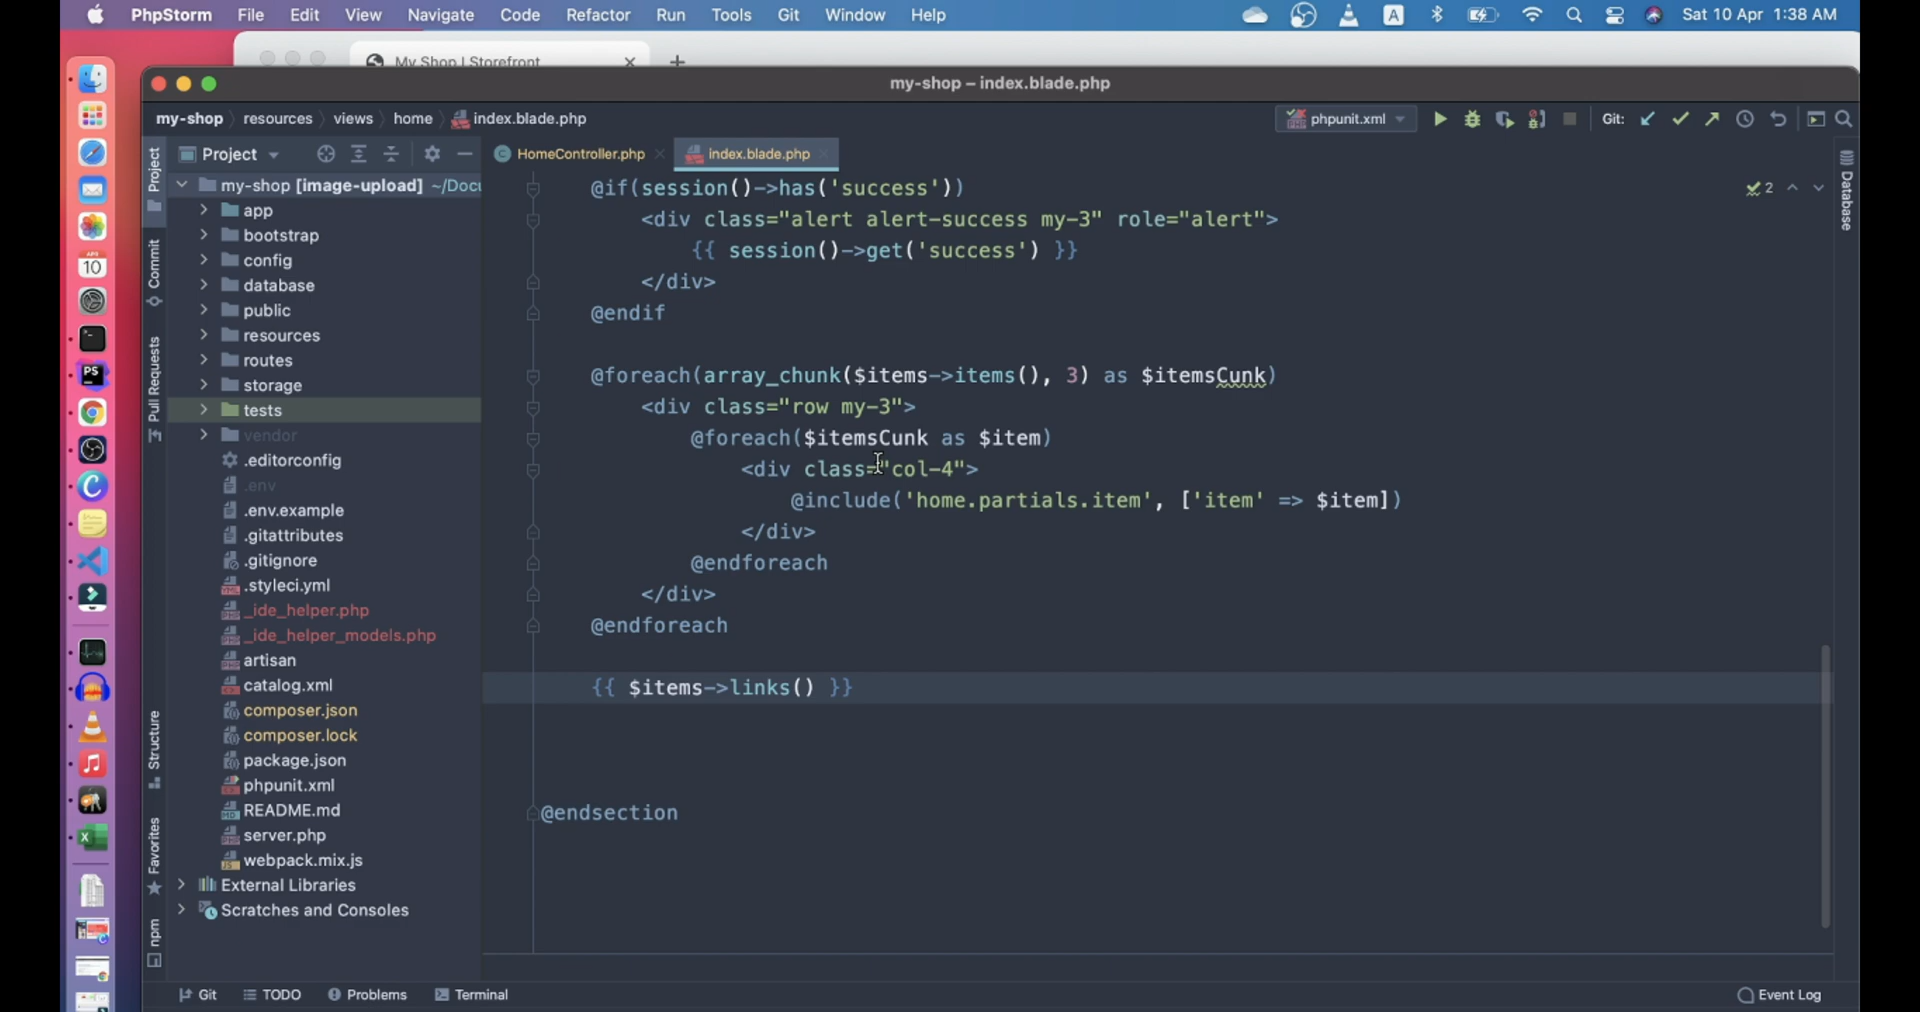 PhpStorm File Edit View Navigate Code Refactor Run Tools Git Window Help A Sat 10 Apr 1:38 AM
My Shop | Storefront
my-shop – index.blade.php
my-shop resources views home index.blade.php phpunit.xml Git:
Project HomeController.php index.blade.php
my-shop [image-upload] ~/Docu
app
bootstrap
config
database
public
resources
routes
storage
tests
vendor
.editorconfig
.env
.env.example
.gitattributes
.gitignore
.styleci.yml
_ide_helper.php
_ide_helper_models.php
artisan
catalog.xml
composer.json
composer.lock
package.json
phpunit.xml
README.md
server.php
webpack.mix.js
External Libraries
Scratches and Consoles
@if(session()->has('success'))
<div class="alert alert-success my-3" role="alert">
{{ session()->get('success') }}
</div>
@endif
@foreach(array_chunk($items->items(), 3) as $itemsCunk)
<div class="row my-3">
@foreach($itemsCunk as $item)
<div class="col-4">
@include('home.partials.item', ['item' => $item])
</div>
@endforeach
</div>
@endforeach
{{ $items->links() }}
@endsection
2
Project
Commit
Pull Requests
Structure
Favorites
npm
Database
APR
10
PS
Git TODO Problems Terminal Event Log